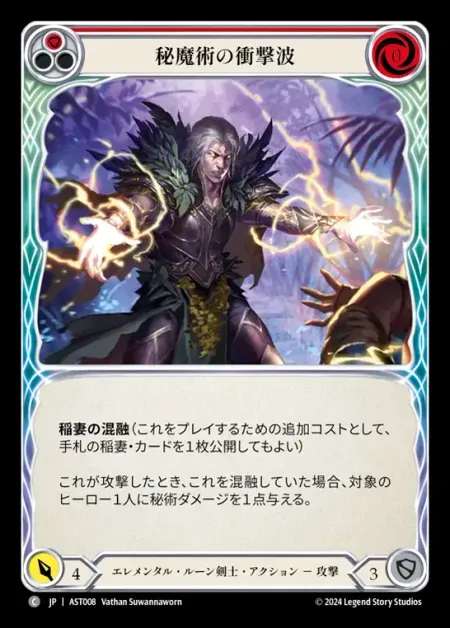 秘魔術の衝撃波
0
稲妻の混融（これをプレイするための追加コストとして、
手札の稲妻・カードを１枚公開してもよい）
これが攻撃したとき、これを混融していた場合、対象の
ヒーロー１人に秘術ダメージを１点与える。
4
エレメンタル・ルーン剣士・アクション － 攻撃
3
C JP | AST008 Vathan Suwannaworn
© 2024 Legend Story Studios